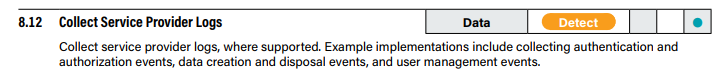 8.12 Collect Service Provider Logs Data Detect
Collect service provider logs, where supported. Example implementations include collecting authentication and
authorization events, data creation and disposal events, and user management events.